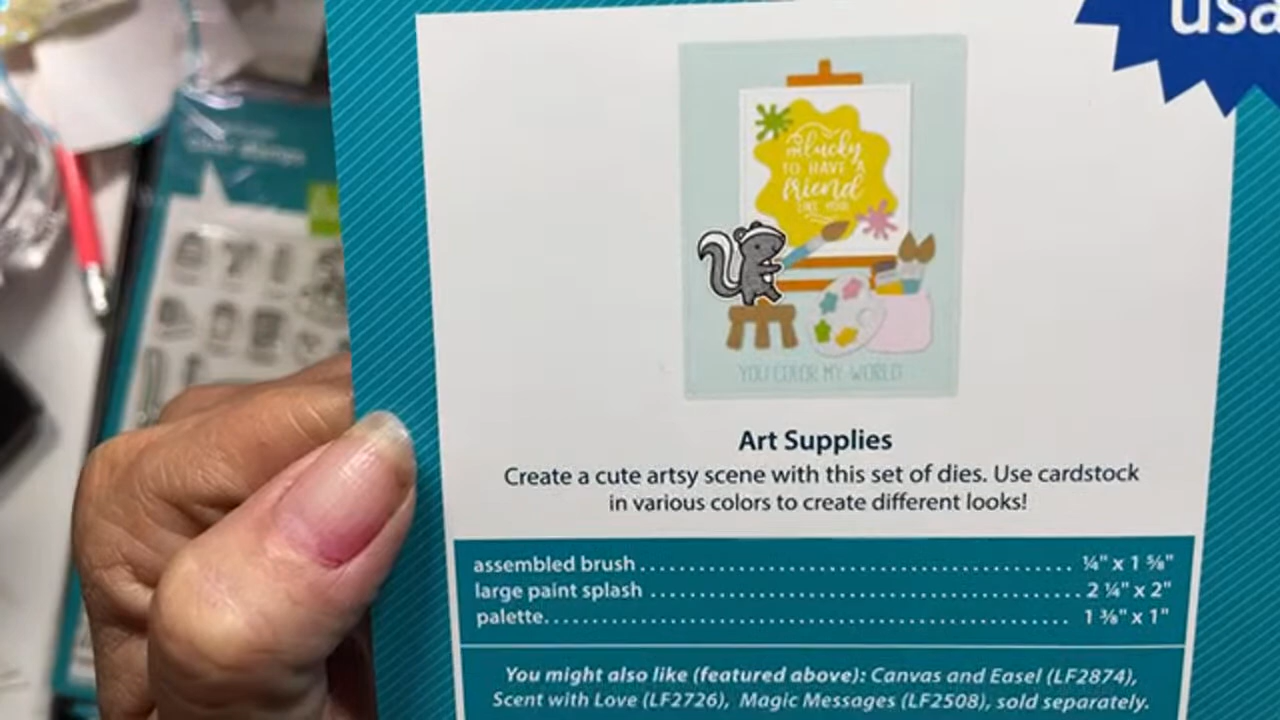 usa
lucky
TO HAVE A
friend
LIKE YOU
YOU COLOR MY WORLD
Art Supplies
Create a cute artsy scene with this set of dies. Use cardstock
in various colors to create different looks!
assembled brush ........ ¼" x 1 ⅝"
large paint splash ........ 2 ¼" x 2"
palette........ 1 ⅜" x 1"
You might also like (featured above): Canvas and Easel (LF2874),
Scent with Love (LF2726), Magic Messages (LF2508), sold separately.